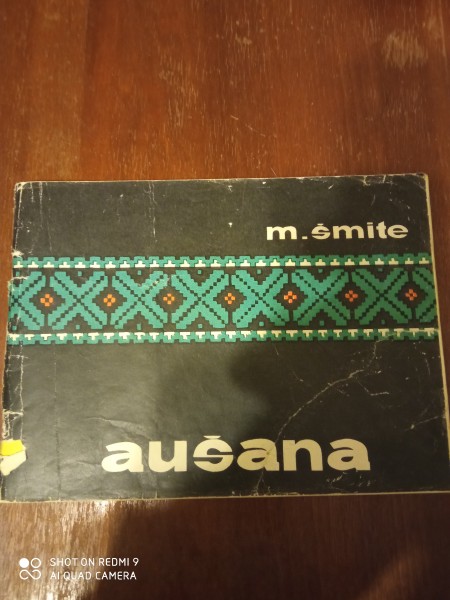 m. šmite
aušana
SHOT ON REDMI 9
AI QUAD CAMERA